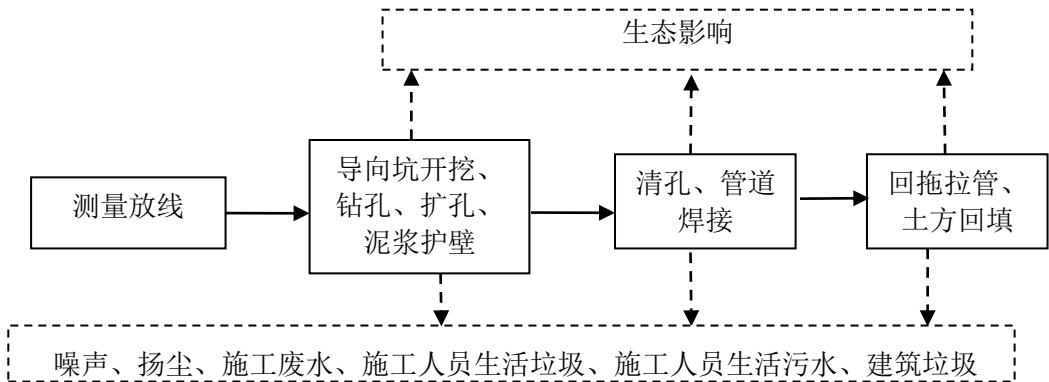 生态影响
测量放线
导向坑开挖、
钻孔、扩孔、
泥浆护壁
清孔、管道
焊接
回拖拉管、
土方回填
噪声、扬尘、施工废水、施工人员生活垃圾、施工人员生活污水、建筑垃圾